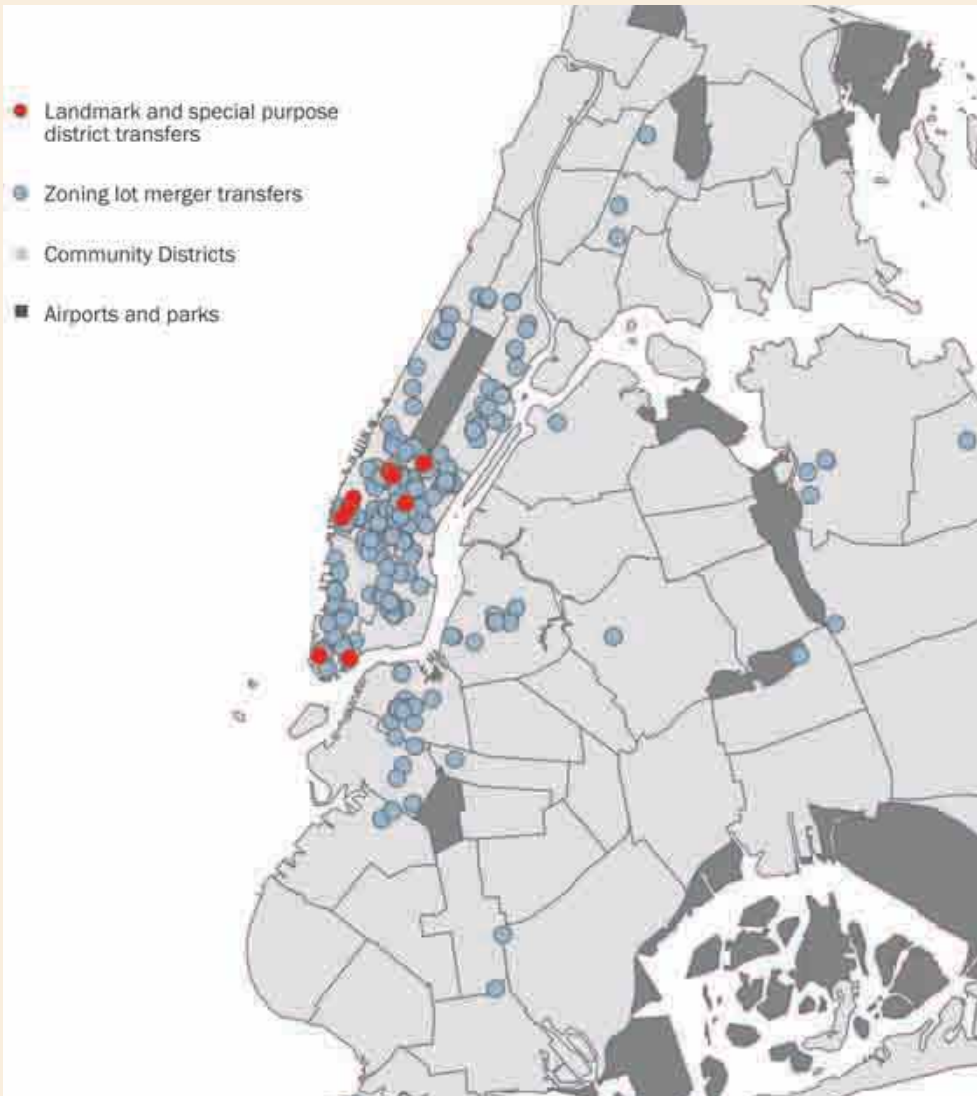 Landmark and special purpose
district transfers
Zoning lot merger transfers
Community Districts
Airports and parks